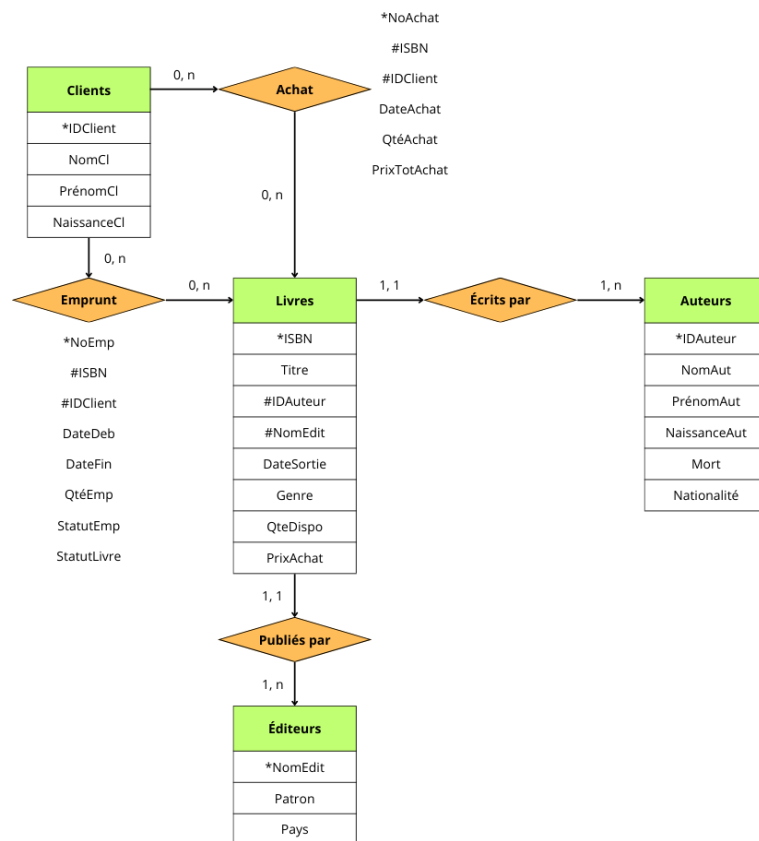 *NoAchat
#ISBN
#IDClient
DateAchat
QtéAchat
PrixTotAchat
0, n
Clients
Achat
*IDClient
NomCl
PrénomCl
NaissanceCl
0, n
0, n
Emprunt
0, n
Livres
1, 1
Écrits par
1, n
Auteurs
*NoEmp
#ISBN
#IDClient
DateDeb
DateFin
QtéEmp
StatutEmp
StatutLivre
*ISBN
Titre
#IDAuteur
#NomEdit
DateSortie
Genre
QteDispo
PrixAchat
*IDAuteur
NomAut
PrénomAut
NaissanceAut
Mort
Nationalité
1, 1
Publiés par
1, n
Éditeurs
*NomEdit
Patron
Pays